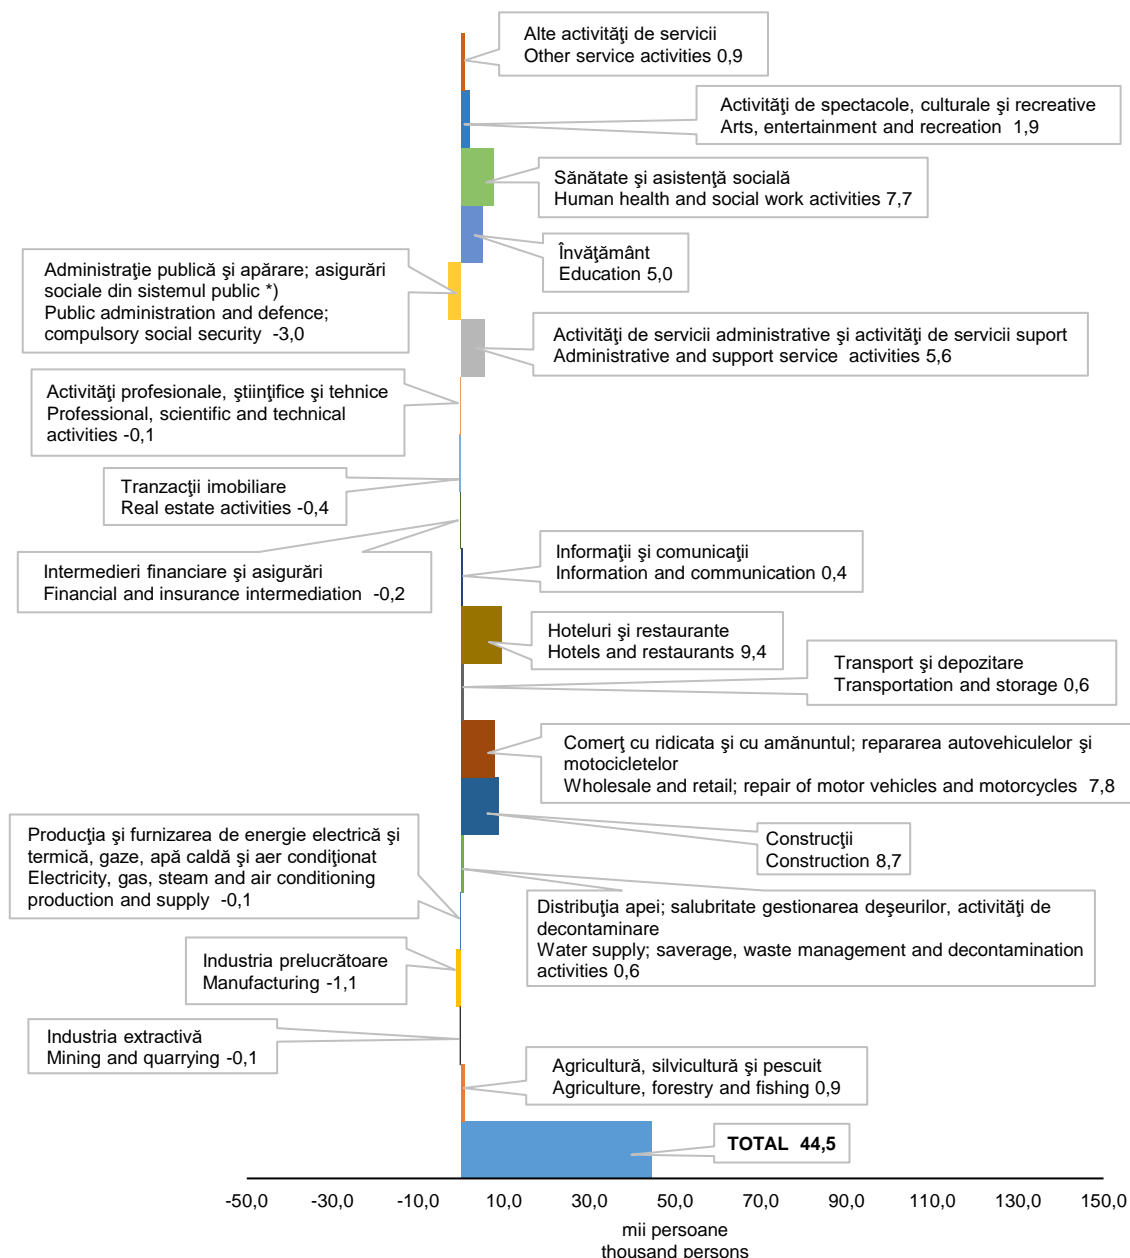 Alte activităţi de servicii
Other service activities 0,9
Activităţi de spectacole, culturale şi recreative
Arts, entertainment and recreation 1,9
Sănătate şi asistenţă socială
Human health and social work activities 7,7
Învăţământ
Education 5,0
Administraţie publică şi apărare; asigurări
sociale din sistemul public *)
Public administration and defence;
compulsory social security -3,0
Activităţi de servicii administrative şi activităţi de servicii suport
Administrative and support service activities 5,6
Activităţi profesionale, ştiinţifice şi tehnice
Professional, scientific and technical
activities -0,1
Tranzacţii imobiliare
Real estate activities -0,4
Intermedieri financiare şi asigurări
Financial and insurance intermediation -0,2
Informaţii şi comunicaţii
Information and communication 0,4
Hoteluri şi restaurante
Hotels and restaurants 9,4
Transport şi depozitare
Transportation and storage 0,6
Comerţ cu ridicata şi cu amănuntul; repararea autovehiculelor şi
motocicletelor
Wholesale and retail; repair of motor vehicles and motorcycles 7,8
Construcţii
Construction 8,7
Producţia şi furnizarea de energie electrică şi
termică, gaze, apă caldă şi aer condiţionat
Electricity, gas, steam and air conditioning
production and supply -0,1
Distribuţia apei; salubritate gestionarea deşeurilor, activităţi de
decontaminare
Water supply; saverage, waste management and decontamination
activities 0,6
Industria prelucrătoare
Manufacturing -1,1
Industria extractivă
Mining and quarrying -0,1
Agricultură, silvicultură şi pescuit
Agriculture, forestry and fishing 0,9
TOTAL 44,5
-50,0 -30,0 -10,0 10,0 30,0 50,0 70,0 90,0 110,0 130,0 150,0
mii persoane
thousand persons